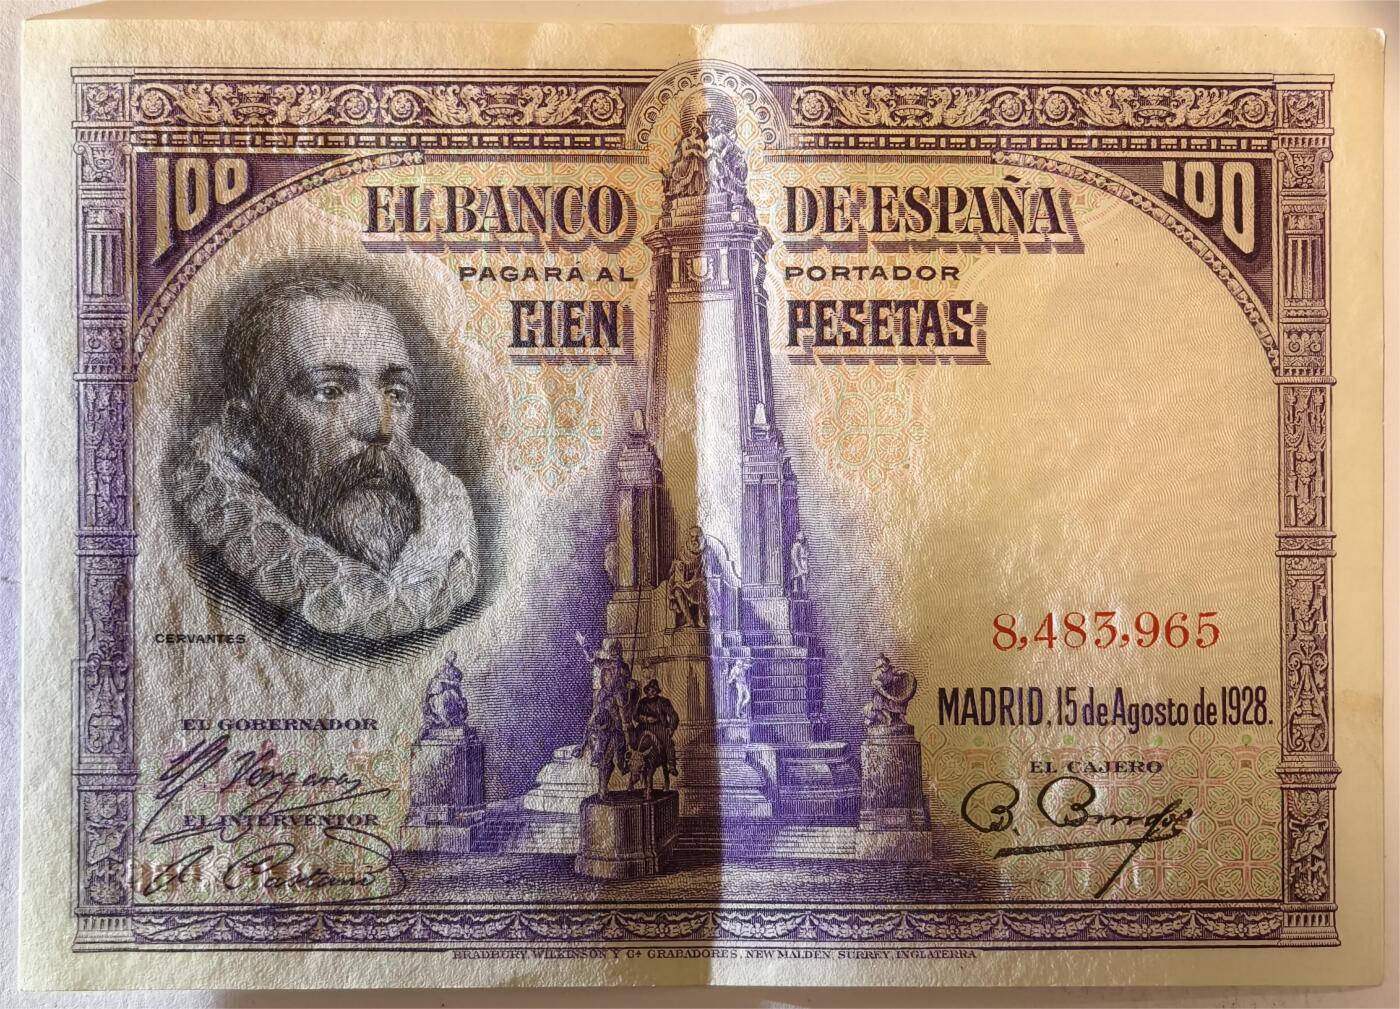 100 100
EL BANCO DE ESPAÑA
PAGARÁ AL PORTADOR
CIEN PESETAS
CERVANTES
8,483,965
MADRID, 15 de Agosto de 1928.
EL GOBERNADOR
EL CAJERO
EL INTERVENTOR
BRADBURY, WILKINSON Y Cª GRABADORES, NEW MALDEN, SURREY, INGLATERRA